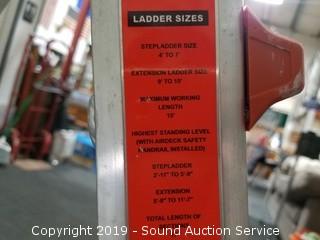 LADDER SIZES
STEPLADDER SIZE
4' TO 7'
EXTENSION LADDER SIZE
9' TO 15'
MAXIMUM WORKING
LENGTH
15'
HIGHEST STANDING LEVEL
(WITH AIRDECK SAFETY
HANDRAIL INSTALLED)
STEPLADDER
2'-11" TO 5'-9"
EXTENSION
5'-8" TO 11'-7"
TOTAL LENGTH OF
Copyright 2019 - Sound Auction Service